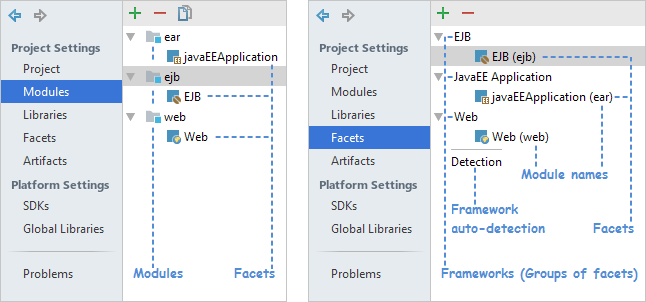 Project Settings
Project
Modules
Libraries
Facets
Artifacts
Platform Settings
SDKs
Global Libraries
Problems
ear
javaEEApplication
ejb
EJB
web
Web
Modules
Facets
Project Settings
Project
Modules
Libraries
Facets
Artifacts
Platform Settings
SDKs
Global Libraries
Problems
EJB
EJB (ejb)
JavaEE Application
javaEEApplication (ear)
Web
Web (web)
Detection
Module names
Framework
auto-detection
Facets
Frameworks (Groups of facets)